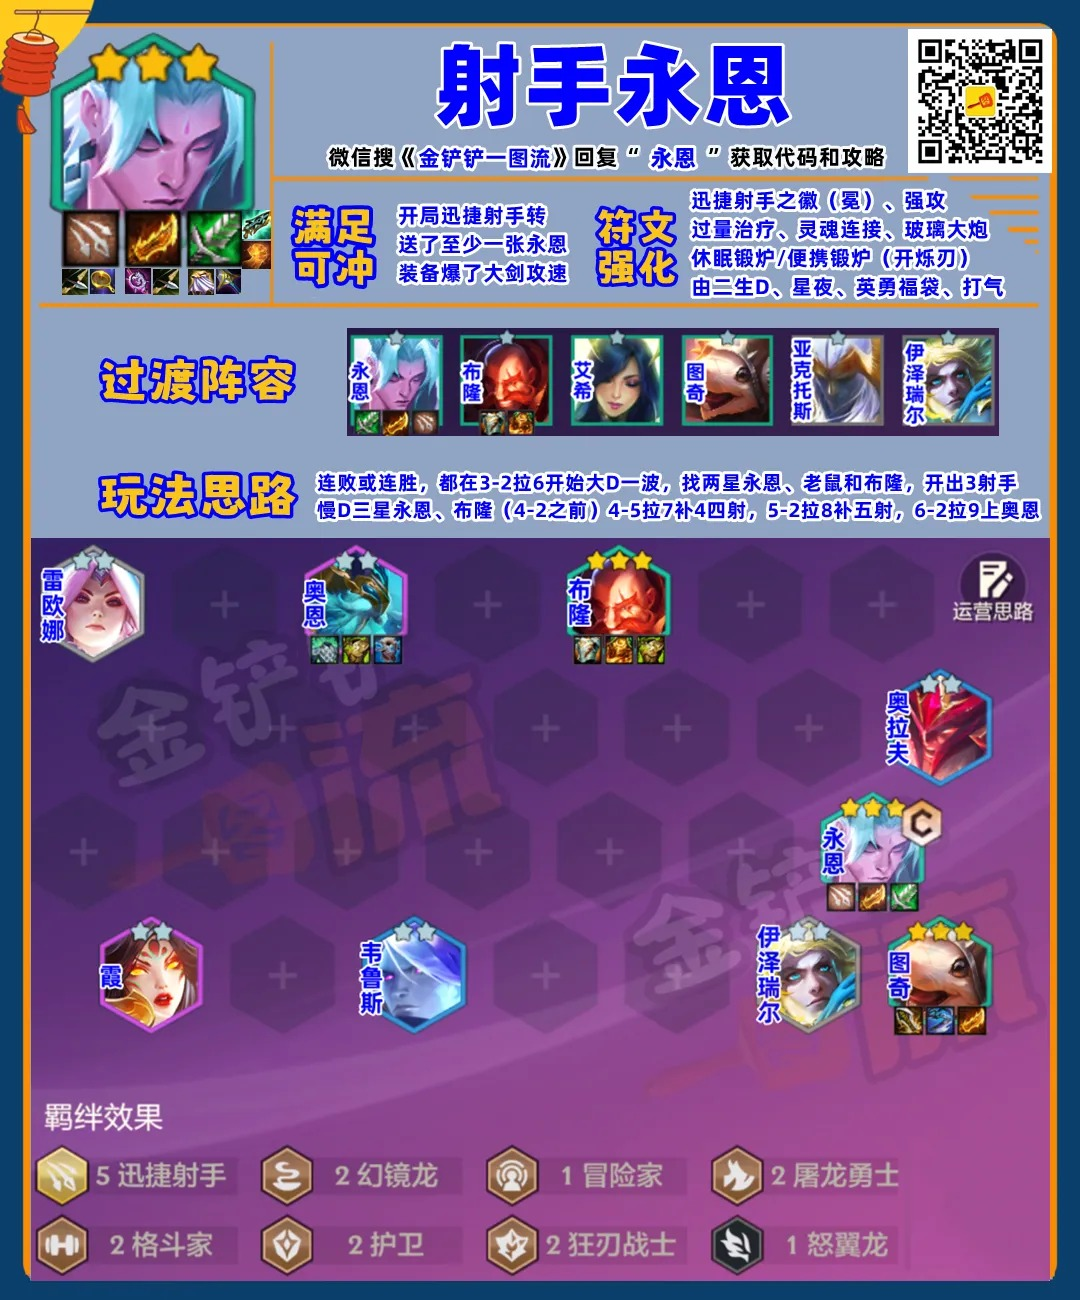 射手永恩
微信搜《金铲铲一图流》回复“永恩”获取代码和攻略
满足
可冲
开局迅捷射手转
送了至少一张永恩
装备爆了大剑攻速
符文
强化
迅捷射手之徽（冕）、强攻
过量治疗、灵魂连接、玻璃大炮
休眠锻炉/便携锻炉（开烁刃）
由二生D、星夜、英勇福袋、打气
过渡阵容
永恩
布隆
艾希
图奇
亚克托斯
伊泽瑞尔
玩法思路
连败或连胜，都在3-2拉6开始大D一波，找两星永恩、老鼠和布隆，开出3射手
慢D三星永恩、布隆（4-2之前）4-5拉7补4四射，5-2拉8补五射，6-2拉9上奥恩
雷欧娜
奥恩
布隆
运营思路
奥拉夫
永恩
C
霞
韦鲁斯
伊泽瑞尔
图奇
金铲铲
一图流
金铲
一图流
羁绊效果
5 迅捷射手
2 幻镜龙
1 冒险家
2 屠龙勇士
2 格斗家
2 护卫
2 狂刃战士
1 怒翼龙